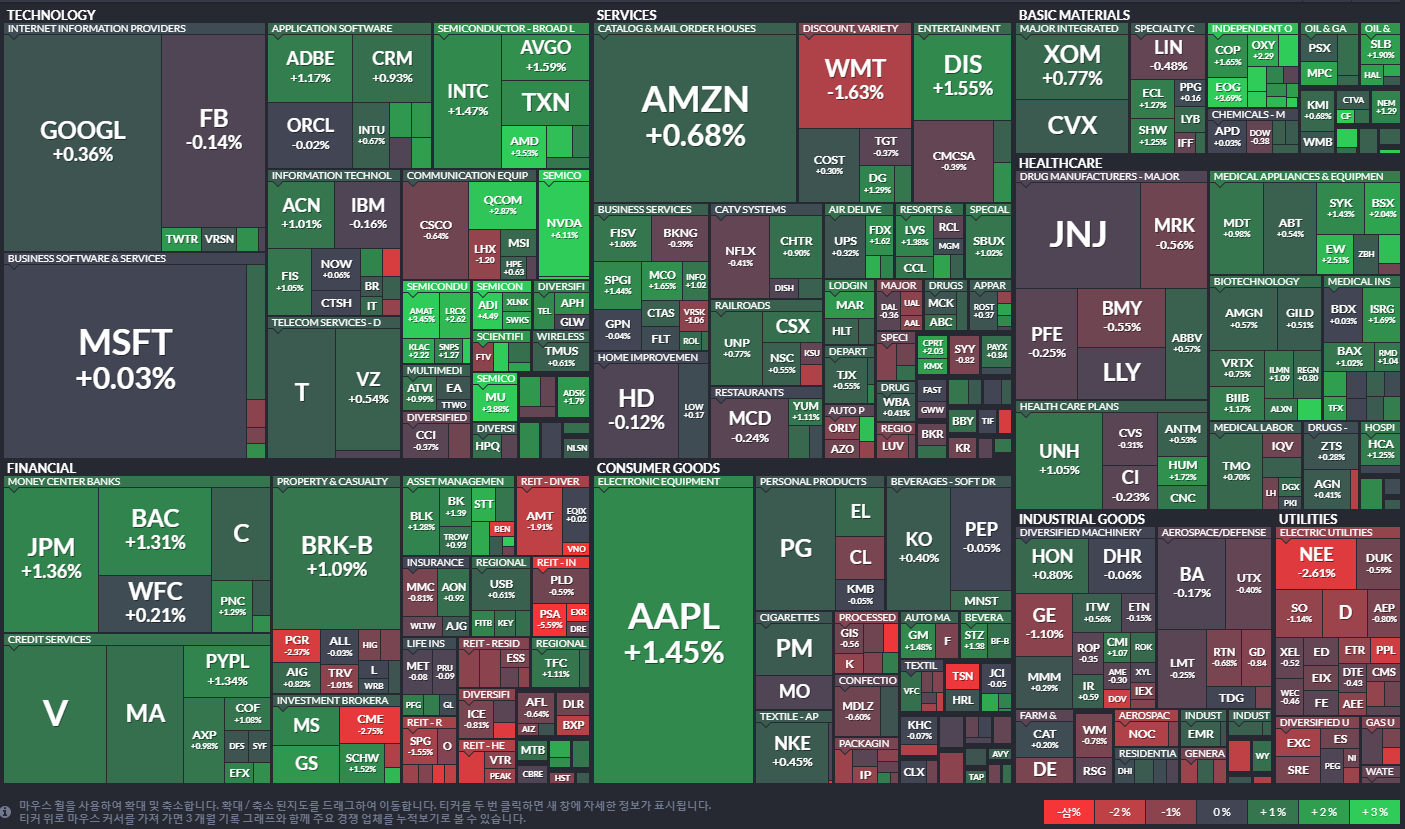 TECHNOLOGY
INTERNET INFORMATION PROVIDERS
GOOGL
+0.36%
FB
-0.14%
TWTR
VRSN
APPLICATION SOFTWARE
ADBE
+1.17%
CRM
+0.93%
ORCL
-0.02%
INTU
+0.67%
SEMICONDUCTOR - BROAD L
INTC
+1.47%
AVGO
+1.59%
TXN
AMD
+3.53%
INFORMATION TECHNOL
ACN
+1.01%
IBM
-0.16%
FIS
+1.05%
NOW
+0.06%
CTSH
BR
IT
COMMUNICATION EQUIP
CSCO
-0.64%
QCOM
+2.87%
LHX
-1.20
MSI
HPE
+0.63
SEMICO
NVDA
+6.11%
BUSINESS SOFTWARE & SERVICES
MSFT
+0.03%
TELECOM SERVICES - D
T
VZ
+0.54%
SEMICONDU
AMAT
+3.45%
LRCX
+2.62
KLAC
+2.22
SNPS
+1.27
SEMICON
ADI
+4.49
XLNX
SWKS
DIVERSIFI
TEL
APH
GLW
SCIENTIFI
FTV
WIRELESS
TMUS
+0.61%
MULTIMEDI
ATVI
+0.99%
EA
TTWO
SEMICO
MU
+3.88%
ADSK
+1.79
DIVERSIFIED
CCI
-0.37%
DIVERSI
HPQ
NLSN
SERVICES
CATALOG & MAIL ORDER HOUSES
AMZN
+0.68%
DISCOUNT, VARIETY
WMT
-1.63%
COST
+0.30%
TGT
-0.37%
DG
+1.29%
ENTERTAINMENT
DIS
+1.55%
CMCSA
-0.39%
BUSINESS SERVICES
FISV
+1.06%
BKNG
-0.39%
SPGI
+1.44%
MCO
+1.65%
INFO
+1.02
GPN
-0.04%
CTAS
VRSK
-1.06
FLT
ROL
CATV SYSTEMS
NFLX
-0.41%
CHTR
+0.90%
DISH
AIR DELIVE
UPS
+0.32%
FDX
+1.62
RESORTS &
LVS
+1.38%
RCL
MGM
CCL
SPECIAL
SBUX
+1.02%
RAILROADS
UNP
+0.77%
CSX
NSC
+0.55%
KSU
LODGIN
MAR
HLT
MAJOR
DAL
-0.36
UAL
AAL
DRUGS
MCK
ABC
APPAR
ROST
+0.37
HOME IMPROVEMEN
HD
-0.12%
LOW
+0.17
DEPART
TJX
+0.55%
SPECI
CPRT
+2.03
KMX
SYY
-0.82
PAYX
+0.84
RESTAURANTS
MCD
-0.24%
YUM
+1.11%
AUTO P
ORLY
AZO
DRUG
WBA
+0.41%
REGIO
LUV
FAST
GWW
BKR
BBY
TIF
KR
BASIC MATERIALS
MAJOR INTEGRATED
XOM
+0.77%
CVX
SPECIALTY C
LIN
-0.48%
ECL
+1.27%
PPG
+0.16
SHW
+1.25%
LYB
IFF
INDEPENDENT O
COP
+1.65%
OXY
+2.29
EOG
+3.69%
CHEMICALS - M
APD
+0.03%
DOW
-0.38
OIL & GA
PSX
MPC
KMI
+0.68%
WMB
OIL &
SLB
+1.90%
HAL
CTVA
CF
NEM
+1.29
HEALTHCARE
DRUG MANUFACTURERS - MAJOR
JNJ
MRK
-0.56%
PFE
-0.25%
BMY
-0.55%
LLY
ABBV
+0.57%
MEDICAL APPLIANCES & EQUIPMEN
MDT
+0.98%
ABT
+0.54%
SYK
+1.43%
BSX
+2.04%
EW
+2.51%
ZBH
BIOTECHNOLOGY
AMGN
+0.57%
GILD
+0.51%
VRTX
+0.75%
ILMN
+1.09
REGN
+0.80
BIIB
+1.17%
ALXN
MEDICAL INS
BDX
+0.03%
ISRG
+1.69%
BAX
+1.02%
RMD
+1.04
TFX
HEALTH CARE PLANS
UNH
+1.05%
CVS
-0.31%
ANTM
+0.53%
CI
-0.23%
HUM
+1.72%
CNC
MEDICAL LABOR
TMO
+0.70%
IQV
LH
DGX
PKI
DRUGS -
ZTS
+0.28%
AGN
+0.41%
HOSPI
HCA
+1.25%
FINANCIAL
MONEY CENTER BANKS
JPM
+1.36%
BAC
+1.31%
C
WFC
+0.21%
PNC
+1.29%
CREDIT SERVICES
V
MA
PYPL
+1.34%
AXP
+0.98%
COF
+1.08%
DFS
SYF
EFX
PROPERTY & CASUALTY
BRK-B
+1.09%
PGR
-2.37%
ALL
-0.03%
HIG
AIG
+0.82%
TRV
-1.01%
L
WRB
INVESTMENT BROKERA
MS
GS
CME
-2.75%
SCHW
+1.52%
ASSET MANAGEMEN
BLK
+1.28%
BK
+1.39
STT
TROW
+0.93
BEN
REIT - DIVER
AMT
-1.91%
EQIX
+0.02
VNO
INSURANCE
MMC
-0.81%
AON
+0.92
WLTW
AJG
REGIONAL
USB
+0.61%
FITB
KEY
REIT - IN
PLD
-0.59%
PSA
-5.59%
EXR
DRE
LIFE INS
MET
-0.08
PRU
-0.09
PFG
GL
REIT - RESID
ESS
REGIONAL
TFC
+1.11%
DIVERSIFI
ICE
-0.81%
AFL
-0.64%
AIZ
DLR
BXP
REIT - R
SPG
-1.55%
O
REIT - HE
VTR
PEAK
MTB
CBRE
HST
CONSUMER GOODS
ELECTRONIC EQUIPMENT
AAPL
+1.45%
PERSONAL PRODUCTS
PG
EL
CL
KMB
-0.05%
BEVERAGES - SOFT DR
KO
+0.40%
PEP
-0.05%
MNST
CIGARETTES
PM
MO
PROCESSED
GIS
-0.56
K
AUTO MA
GM
+1.48%
F
BEVERA
STZ
+1.38
BF-B
TEXTIL
VFC
TSN
HRL
JCI
-0.05
CONFECTIO
MDLZ
-0.60%
TEXTILE - AP
NKE
+0.45%
PACKAGIN
IP
KHC
-0.07%
CLX
TAP
AVY
INDUSTRIAL GOODS
DIVERSIFIED MACHINERY
HON
+0.80%
DHR
-0.06%
GE
-1.10%
ITW
+0.56%
ETN
-0.15%
ROP
-0.35
CMI
+1.07
ROK
MMM
+0.29%
IR
+0.59
AME
-0.30
XYL
DOV
IEX
AEROSPACE/DEFENSE
BA
-0.17%
UTX
-0.40%
LMT
-0.25%
RTN
-0.68%
GD
-0.84
TDG
FARM &
CAT
+0.20%
DE
WM
-0.78%
RSG
AEROSPAC
NOC
RESIDENTIA
DHI
INDUST
EMR
GENERA
INDUST
WY
UTILITIES
ELECTRIC UTILITIES
NEE
-2.61%
DUK
-0.59%
SO
-1.14%
D
AEP
-0.80%
XEL
-0.52
ED
ETR
PPL
EIX
DTE
-0.43
CMS
WEC
-0.46
FE
AEE
DIVERSIFIED U
EXC
ES
SRE
PEG
NI
GAS U
WATE
마우스 휠을 사용하여 확대 및 축소합니다. 확대 / 축소 된지도를 드래그하여 이동합니다. 티커를 두 번 클릭하면 새 창에 자세한 정보가 표시됩니다.
티커 위로 마우스 커서를 가져 가면 3 개월 기록 그래프와 함께 주요 경쟁 업체를 누적보기로 볼 수 있습니다.
-삼%
-2 %
-1%
0 %
+1 %
+2 %
+3 %